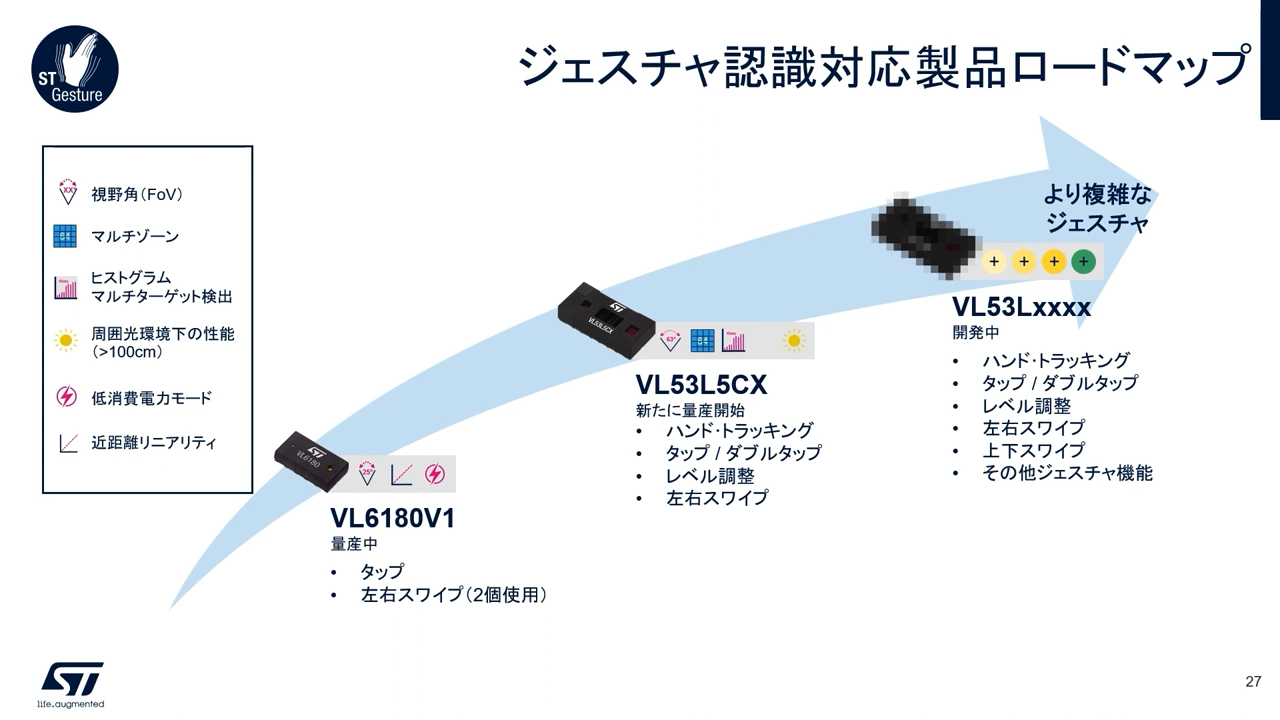 ST
Gesture
ジェスチャ認識対応製品ロードマップ
XX°
視野角（FoV）
64
マルチゾーン
ヒストグラム
マルチターゲット検出
周囲光環境下の性能
（>100cm）
低消費電力モード
近距離リニアリティ
より複雑な
ジェスチャ
+ + + +
VL53Lxxxx
開発中
• ハンド・トラッキング
• タップ / ダブルタップ
• レベル調整
• 左右スワイプ
• 上下スワイプ
• その他ジェスチャ機能
VL53L5CX
63°
64
VL53L5CX
新たに量産開始
• ハンド・トラッキング
• タップ / ダブルタップ
• レベル調整
• 左右スワイプ
VL6180
25°
VL6180V1
量産中
• タップ
• 左右スワイプ（2個使用）
ST
life.augmented
27